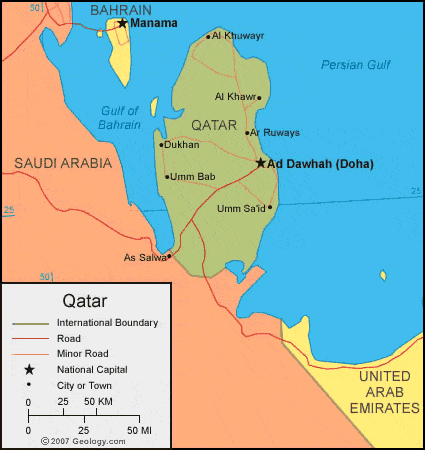 50
BAHRAIN
Manama
Al Khuwayr
Persian Gulf
Al Khawr
Gulf of
Bahrain
QATAR
Ar Ruways
Dukhan
SAUDI ARABIA
Ad Dawhah (Doha)
Umm Bab
25
Umm Sa'id
25
As Salwa
50
Qatar
International Boundary
Road
Minor Road
National Capital
City or Town
0 25 50 KM
0 25 50 MI
©2007 Geology.com
UNITED
ARAB
EMIRATES